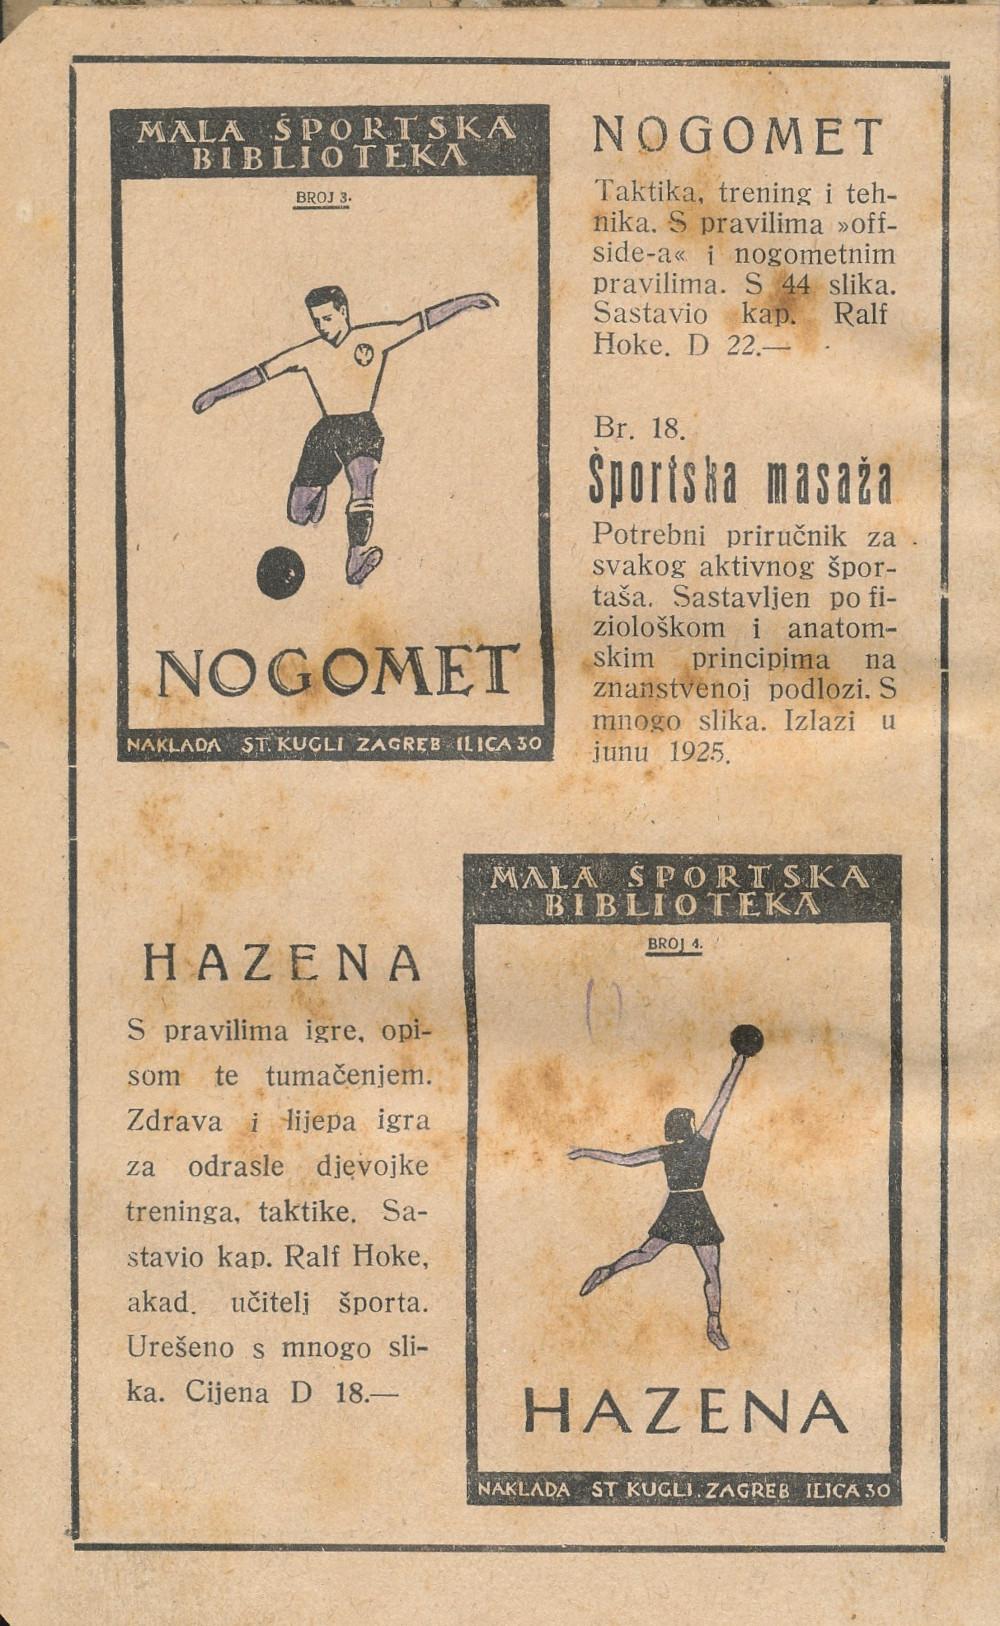 MALA ŠPORTSKA
BIBLIOTEKA
BROJ 3.
NOGOMET
NAKLADA ST. KUGLI ZAGREB ILICA 30
NOGOMET
Taktika, trening i teh-
nika. S pravilima »off-
side-a« i nogometnim
pravilima. S 44 slika.
Sastavio kap. Ralf
Hoke. D 22.—
Br. 18.
Športska masaža
Potrebni priručnik za
svakog aktivnog špor-
taša. Sastavljen po fi-
ziološkom i anatom-
skim principima na
znanstvenoj podlozi. S
mnogo slika. Izlazi u
junu 1925.
HAZENA
S pravilima igre, opi-
som te tumačenjem.
Zdrava i lijepa igra
za odrasle djevojke
treninga, taktike. Sa-
stavio kap. Ralf Hoke,
akad. učitelj športa.
Urešeno s mnogo sli-
ka. Cijena D 18.—
MALA ŠPORTSKA
BIBLIOTEKA
BROJ 4.
HAZENA
NAKLADA ST KUGLI. ZAGREB ILICA 30